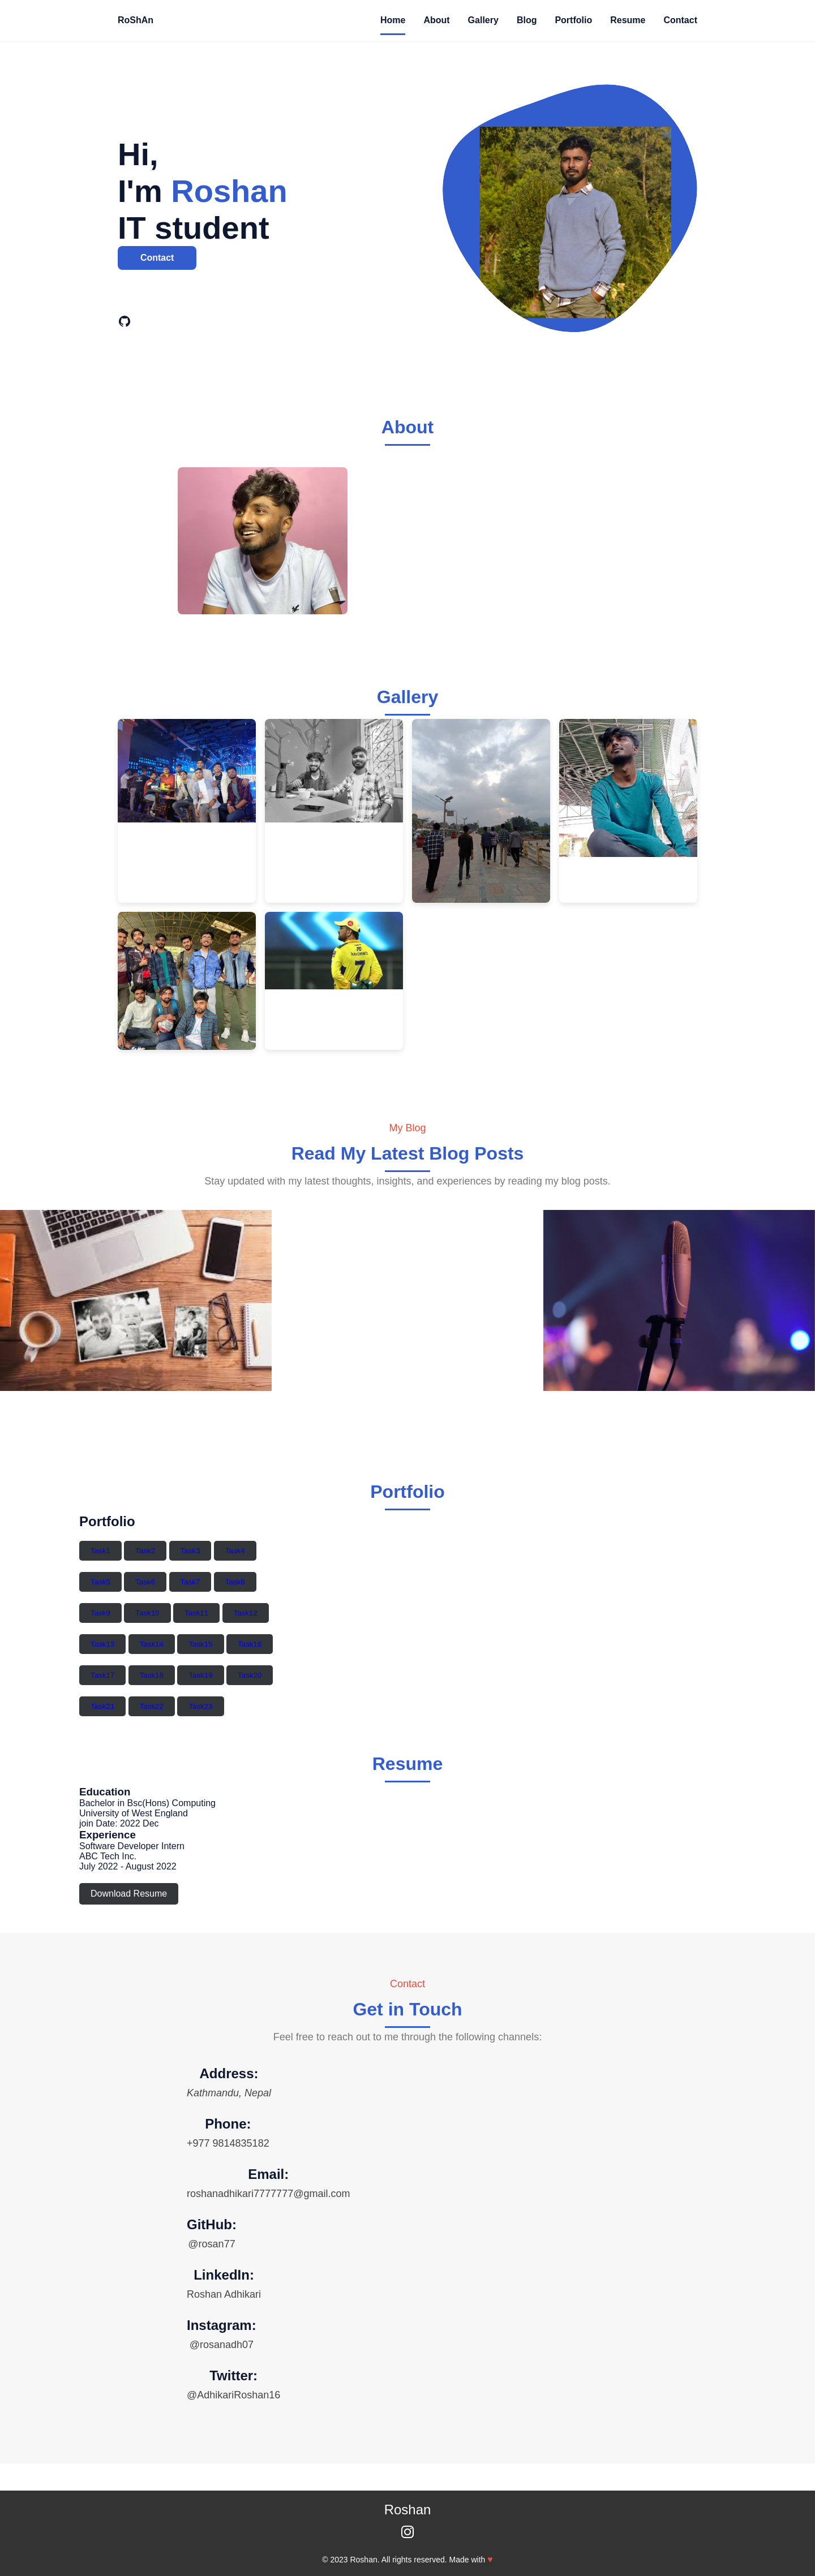 RoShAn
Home About Gallery Blog Portfolio Resume Contact
Hi,
I'm Roshan
IT student
Contact
About
Gallery
7
My Blog
Read My Latest Blog Posts
Stay updated with my latest thoughts, insights, and experiences by reading my blog posts.
Portfolio
Portfolio
Task1 Task2 Task3 Task4
Task5 Task6 Task7 Task8
Task9 Task10 Task11 Task12
Task13 Task14 Task15 Task16
Task17 Task18 Task19 Task20
Task21 Task22 Task23
Resume
Education
Bachelor in Bsc(Hons) Computing
University of West England
join Date: 2022 Dec
Experience
Software Developer Intern
ABC Tech Inc.
July 2022 - August 2022
Download Resume
Contact
Get in Touch
Feel free to reach out to me through the following channels:
Address:
Kathmandu, Nepal
Phone:
+977 9814835182
Email:
roshanadhikari7777777@gmail.com
GitHub:
@rosan77
LinkedIn:
Roshan Adhikari
Instagram:
@rosanadh07
Twitter:
@AdhikariRoshan16
Roshan
© 2023 Roshan. All rights reserved. Made with ♥